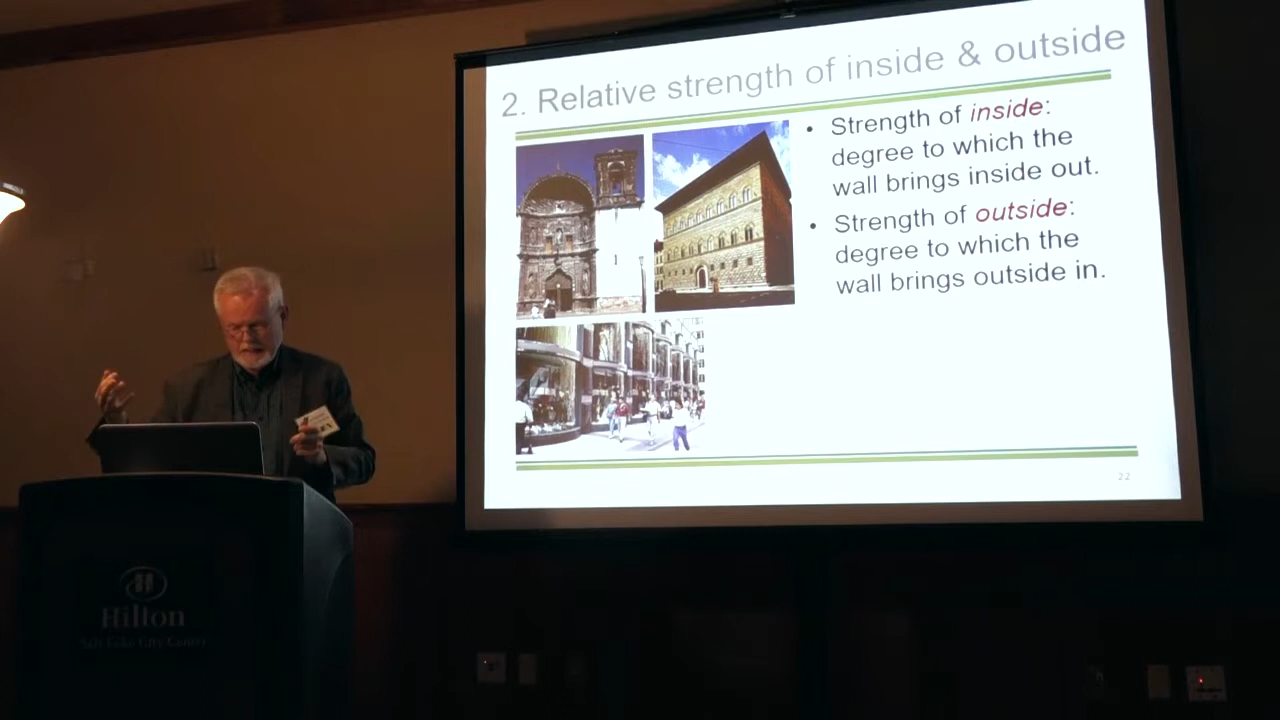 2. Relative strength of inside & outside
• Strength of inside:
degree to which the
wall brings inside out.
• Strength of outside:
degree to which the
wall brings outside in.
22
Hilton
Salt Lake City Center